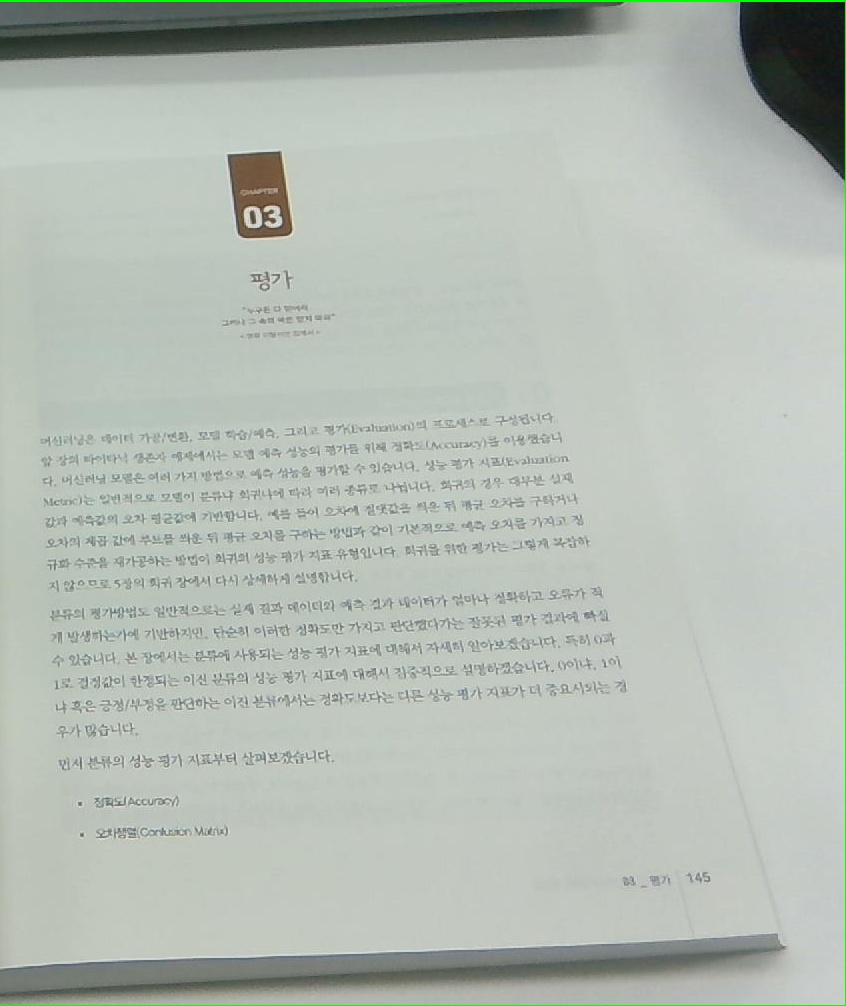 CHAPTER
03
평가
"누구든 다 믿어라
그러나 그 속의 악은 믿지 마라"
머신러닝은 데이터 가공/변환, 모델 학습/예측, 그리고 평가(Evaluation)의 프로세스로 구성됩니다.
앞 장의 타이타닉 생존자 예제에서는 모델 예측 성능의 평가를 위해 정확도(Accuracy)를 이용했습니
다. 머신러닝 모델은 여러 가지 방법으로 예측 성능을 평가할 수 있습니다. 성능 평가 지표(Evaluation
Metric)는 일반적으로 모델이 분류냐 회귀냐에 따라 여러 종류로 나뉩니다. 회귀의 경우 대부분 실제
값과 예측값의 오차 평균값에 기반합니다. 예를 들어 오차에 절댓값을 씌운 뒤 평균 오차를 구하거나
오차의 제곱 값에 루트를 씌운 뒤 평균 오차를 구하는 방법과 같이 기본적으로 예측 오차를 가지고 정
규화 수준을 재가공하는 방법이 회귀의 성능 평가 지표 유형입니다. 회귀를 위한 평가는 그렇게 복잡하
지 않으므로 5장의 회귀 장에서 다시 상세하게 설명합니다.
분류의 평가방법도 일반적으로는 실제 결과 데이터와 예측 결과 데이터가 얼마나 정확하고 오류가 적
게 발생하는가에 기반하지만, 단순히 이러한 정확도만 가지고 판단했다가는 잘못된 평가 결과에 빠질
수 있습니다. 본 장에서는 분류에 사용되는 성능 평가 지표에 대해서 자세히 알아보겠습니다. 특히 0과
1로 결정값이 한정되는 이진 분류의 성능 평가 지표에 대해서 집중적으로 설명하겠습니다. 0이냐, 1이
냐 혹은 긍정/부정을 판단하는 이진 분류에서는 정확도보다는 다른 성능 평가 지표가 더 중요시되는 경
우가 많습니다.
먼저 분류의 성능 평가 지표부터 살펴보겠습니다.
▪ 정확도(Accuracy)
▪ 오차행렬(Confusion Matrix)
03 _ 평가 145